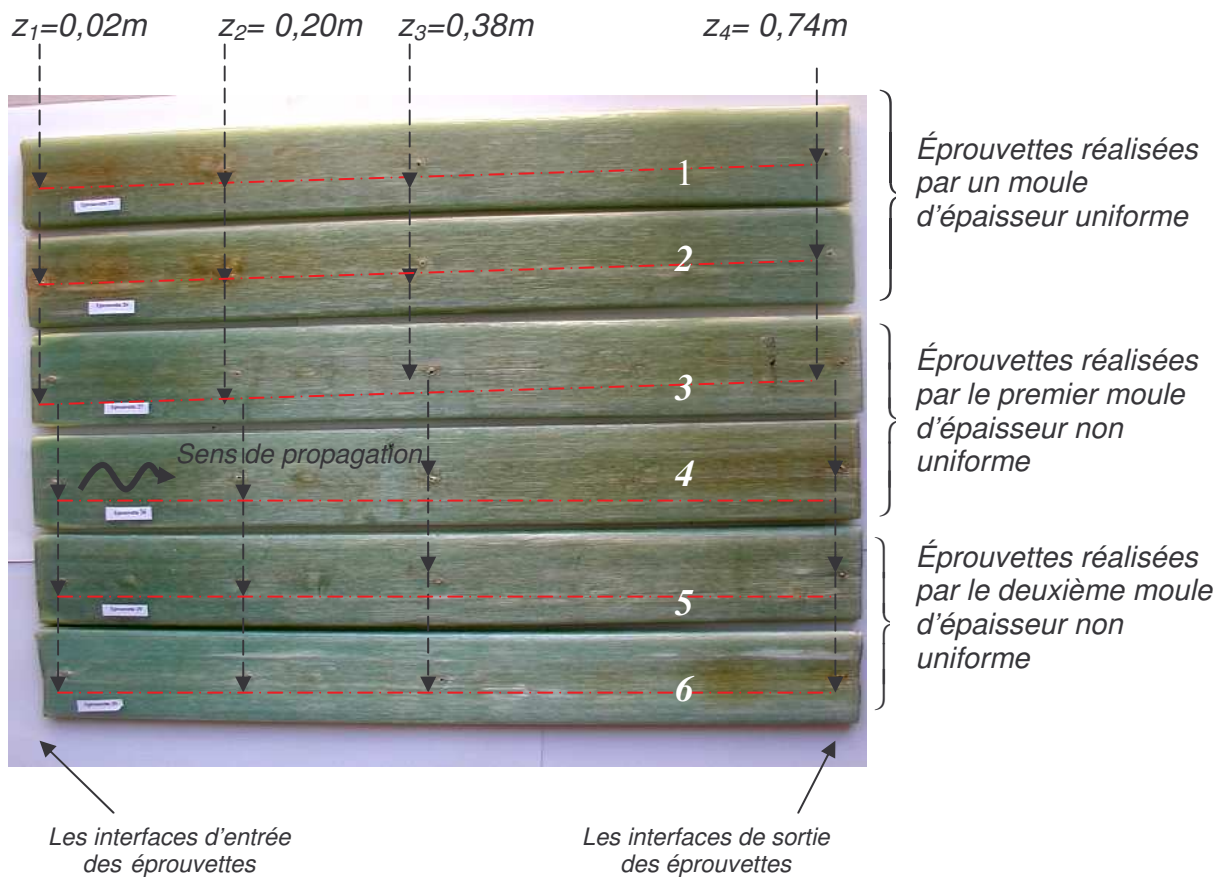 z1=0,02m z2= 0,20m z3=0,38m z4= 0,74m
1
Éprouvettes réalisées
par un moule
d'épaisseur uniforme
2
3
Éprouvettes réalisées
par le premier moule
d'épaisseur non
uniforme
Sens de propagation
4
5
Éprouvettes réalisées
par le deuxième moule
d'épaisseur non
uniforme
6
Les interfaces d'entrée
des éprouvettes
Les interfaces de sortie
des éprouvettes